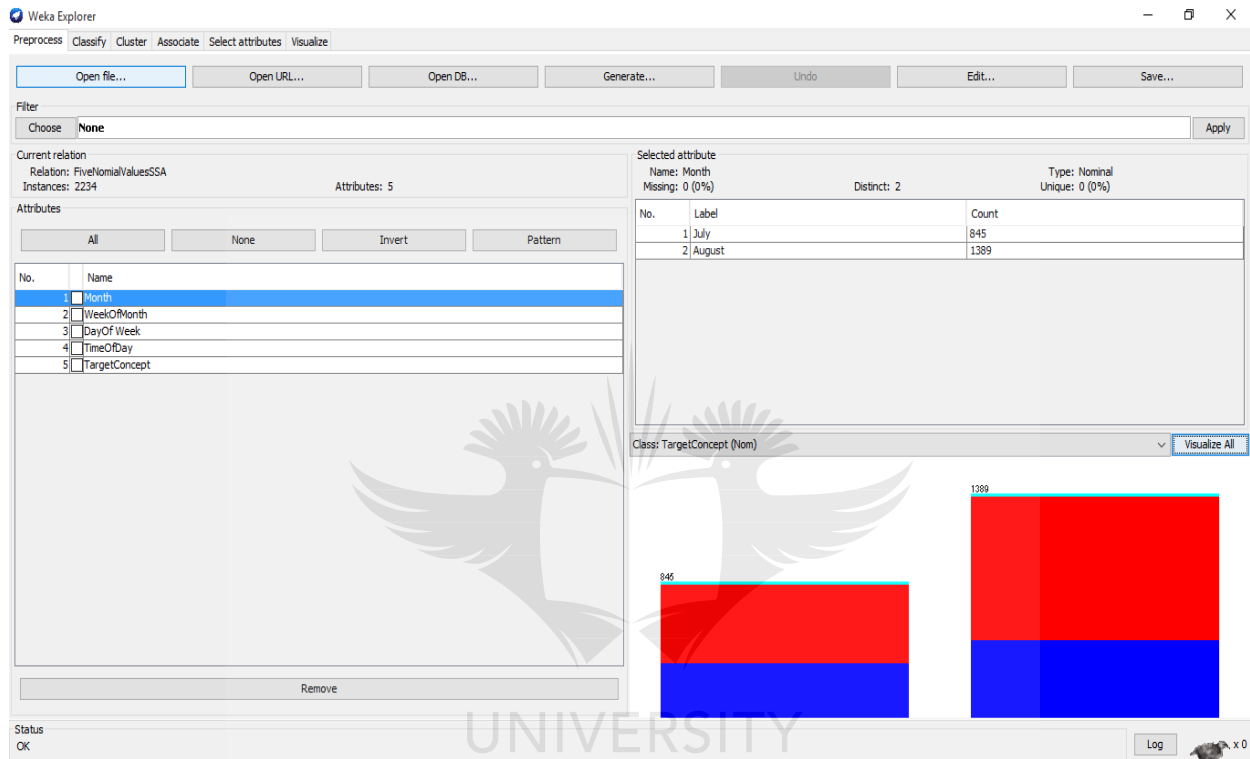 Weka Explorer
Preprocess Classify Cluster Associate Select attributes Visualize
Open file... Open URL... Open DB... Generate... Undo Edit... Save...
Filter
Choose None Apply
Current relation
Relation: FiveNomialValuesSSA
Instances: 2234 Attributes: 5
Attributes
All None Invert Pattern
No. Name
1 Month
2 WeekOfMonth
3 DayOf Week
4 TimeOfDay
5 TargetConcept
Remove
Selected attribute
Name: Month Type: Nominal
Missing: 0 (0%) Distinct: 2 Unique: 0 (0%)
No. Label Count
1 July 845
2 August 1389
Class: TargetConcept (Nom) Visualize All
845
1389
UNIVERSITY
Status
OK
Log x 0